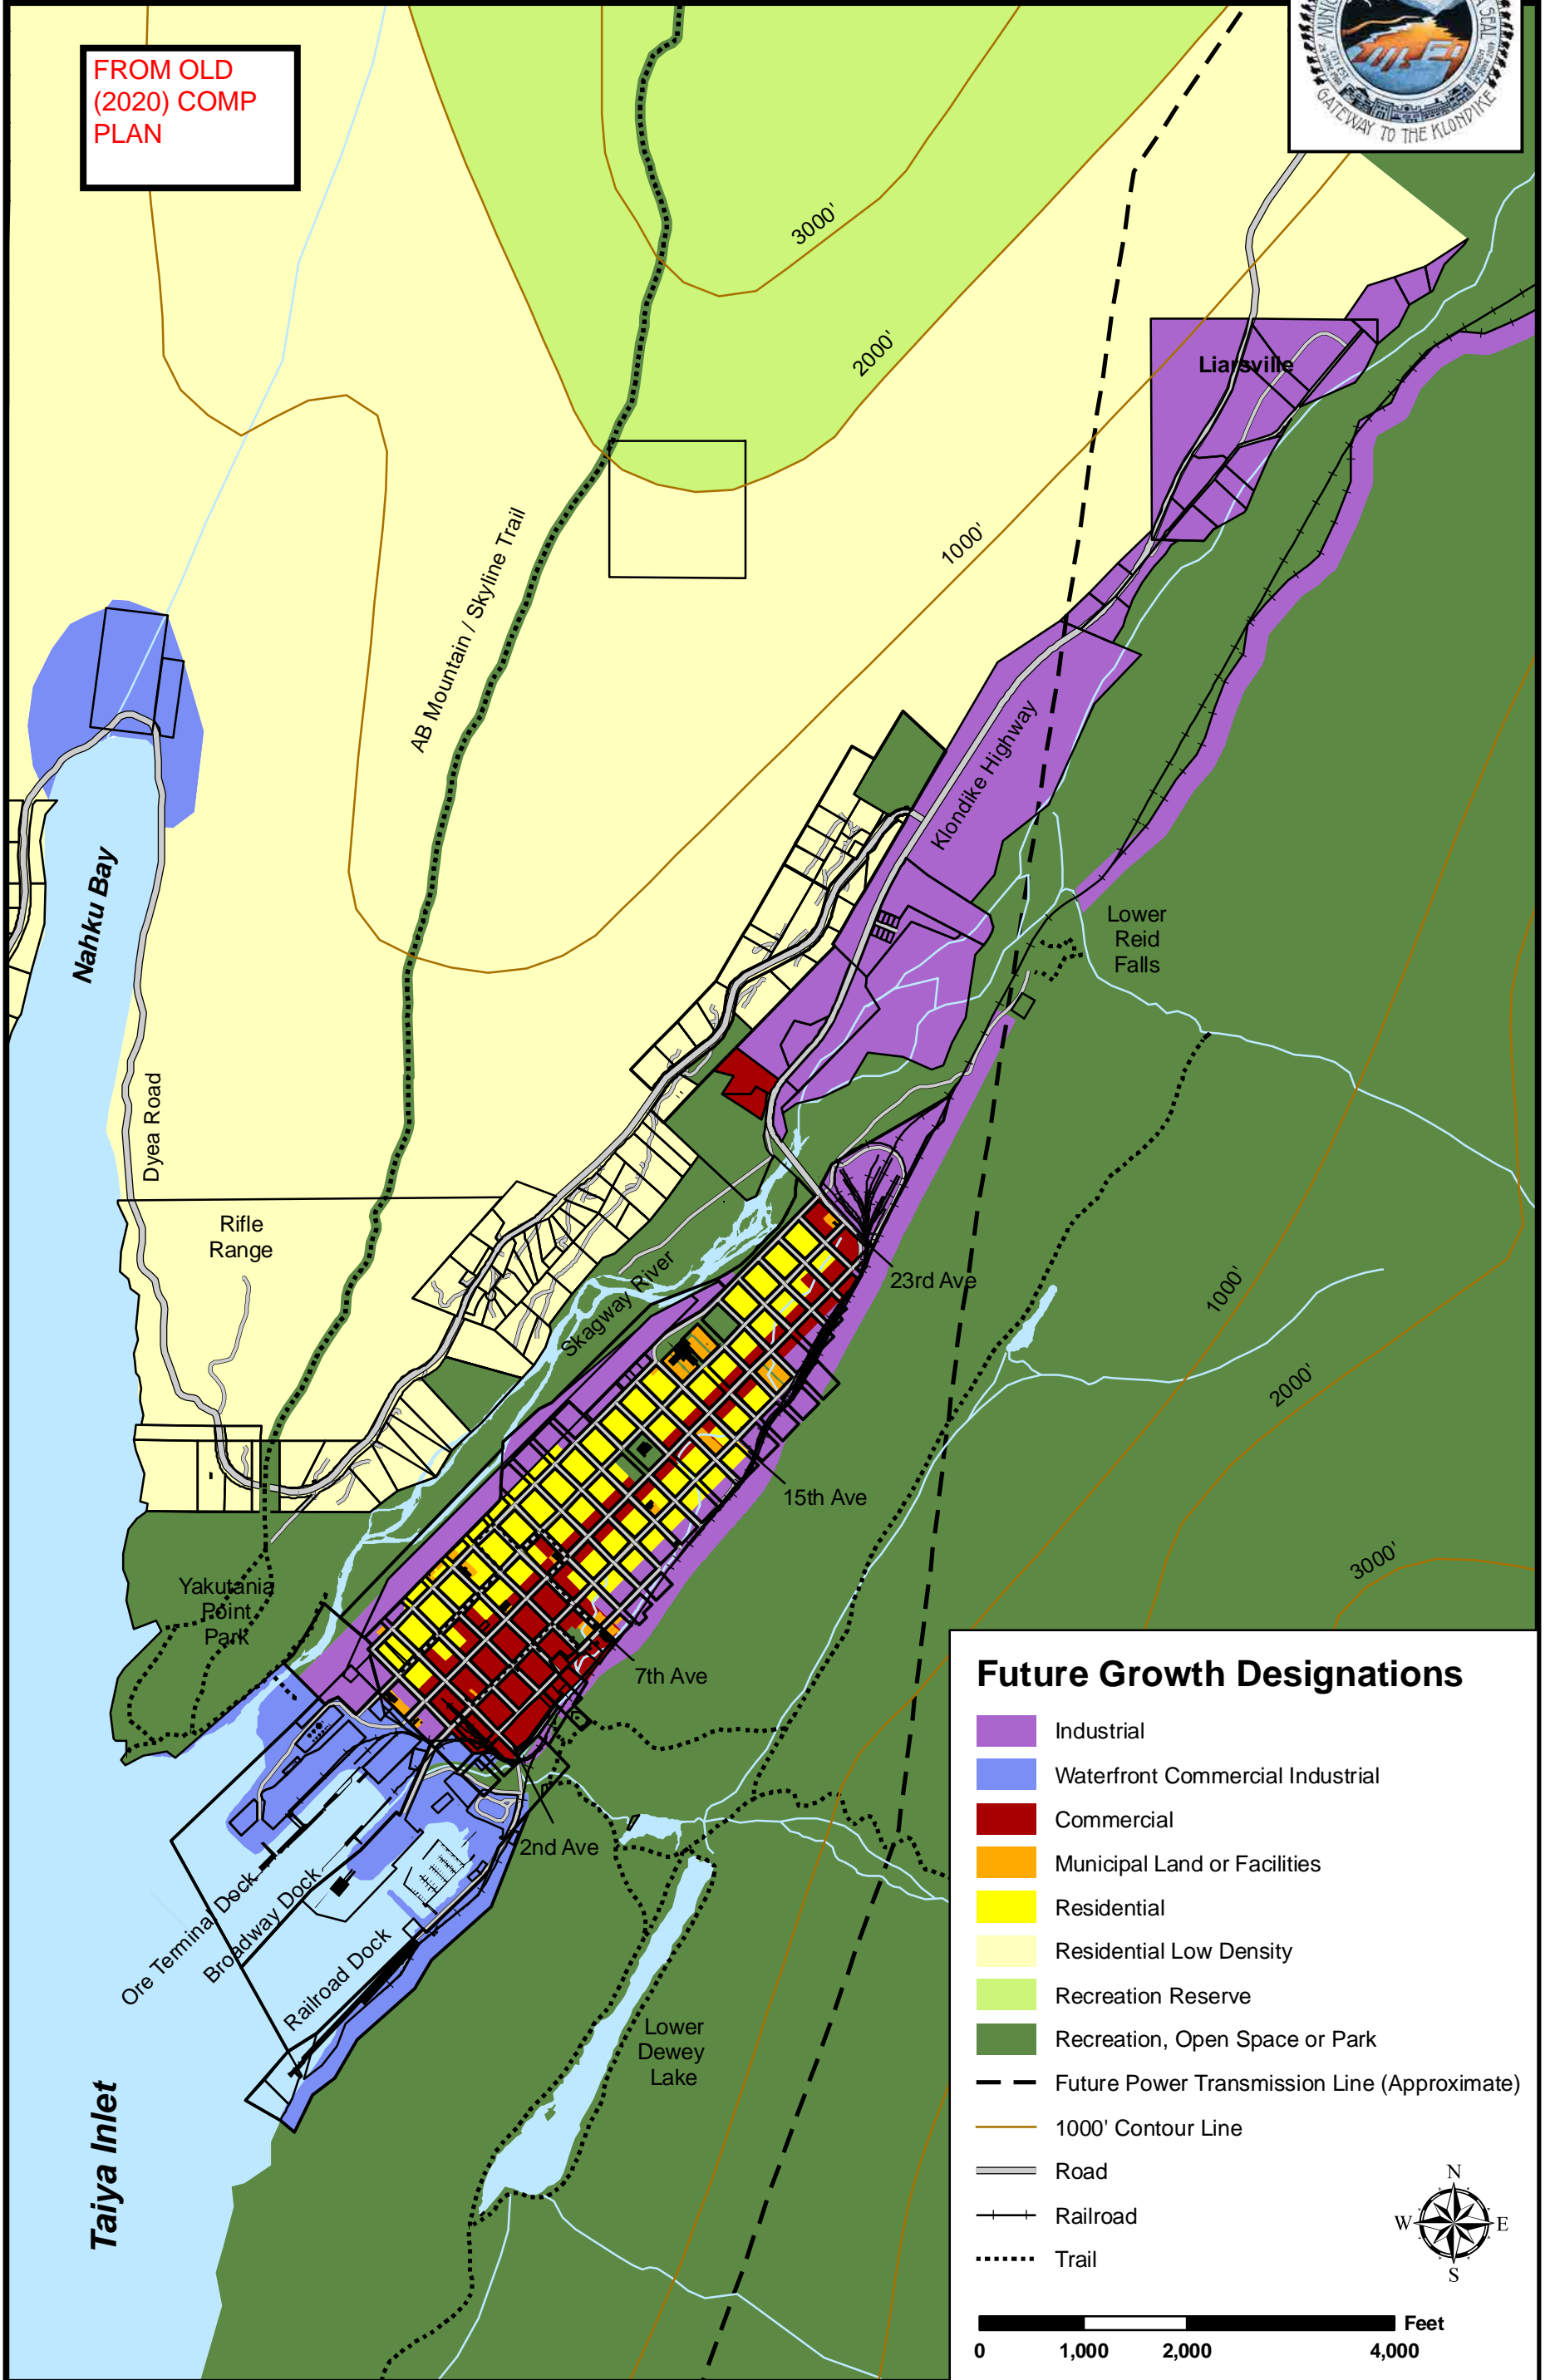 FROM OLD
(2020) COMP
PLAN
SEAL
GATEWAY TO THE KLONDIKE
3000'
2000'
Liarsville
1000'
AB Mountain / Skyline Trail
Klondike Highway
Nahku Bay
Lower
Reid
Falls
Dyea Road
Rifle
Range
Skagway River
23rd Ave
1000'
2000'
15th Ave
3000'
Yakutania
Point
Park
7th Ave
2nd Ave
Ore Terminal Dock
Broadway Dock
Railroad Dock
Lower
Dewey
Lake
Taiya Inlet
Future Growth Designations
Industrial
Waterfront Commercial Industrial
Commercial
Municipal Land or Facilities
Residential
Residential Low Density
Recreation Reserve
Recreation, Open Space or Park
Future Power Transmission Line (Approximate)
1000' Contour Line
Road
Railroad
Trail
N
W
E
S
Feet
0
1,000
2,000
4,000